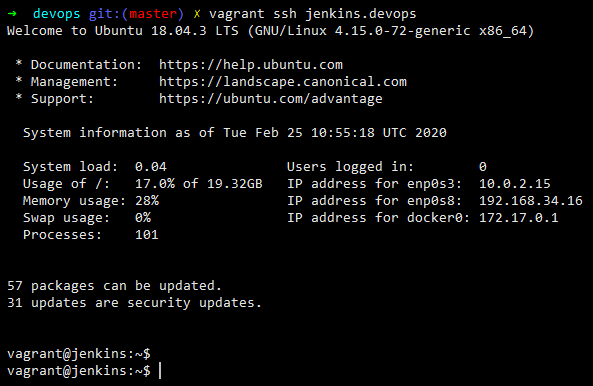 ➜  devops git:(master) ✗ vagrant ssh jenkins.devops
Welcome to Ubuntu 18.04.3 LTS (GNU/Linux 4.15.0-72-generic x86_64)
 * Documentation:  https://help.ubuntu.com
 * Management:     https://landscape.canonical.com
 * Support:        https://ubuntu.com/advantage
  System information as of Tue Feb 25 10:55:18 UTC 2020
  System load:  0.04               Users logged in:        0
  Usage of /:   17.0% of 19.32GB   IP address for enp0s3:  10.0.2.15
  Memory usage: 28%                IP address for enp0s8:  192.168.34.16
  Swap usage:   0%                 IP address for docker0: 172.17.0.1
  Processes:    101
57 packages can be updated.
31 updates are security updates.
vagrant@jenkins:~$
vagrant@jenkins:~$